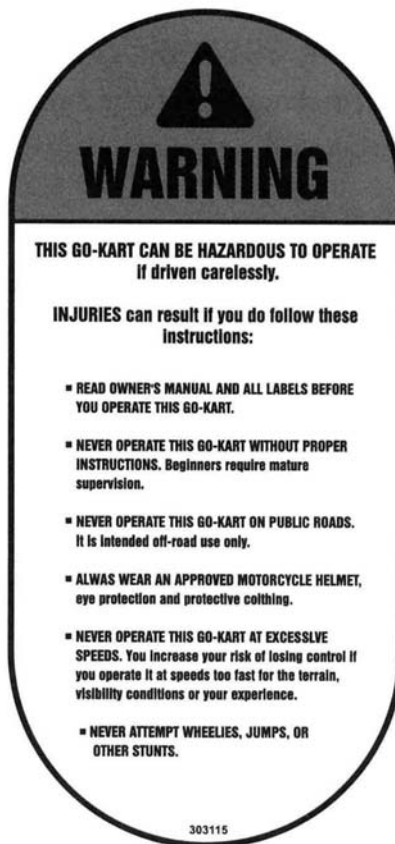 WARNING
THIS GO-KART CAN BE HAZARDOUS TO OPERATE
if driven carelessly.
INJURIES can result if you do follow these
instructions:
▪ READ OWNER'S MANUAL AND ALL LABELS BEFORE
YOU OPERATE THIS GO-KART.
▪ NEVER OPERATE THIS GO-KART WITHOUT PROPER
INSTRUCTIONS. Beginners require mature
supervision.
▪ NEVER OPERATE THIS GO-KART ON PUBLIC ROADS.
It is intended off-road use only.
▪ ALWAS WEAR AN APPROVED MOTORCYCLE HELMET,
eye protection and protective colthing.
▪ NEVER OPERATE THIS GO-KART AT EXCESSLVE
SPEEDS. You increase your risk of losing control if
you operate it at speeds too fast for the terrain,
visibility conditions or your experience.
▪ NEVER ATTEMPT WHEELIES, JUMPS, OR
OTHER STUNTS.
303115